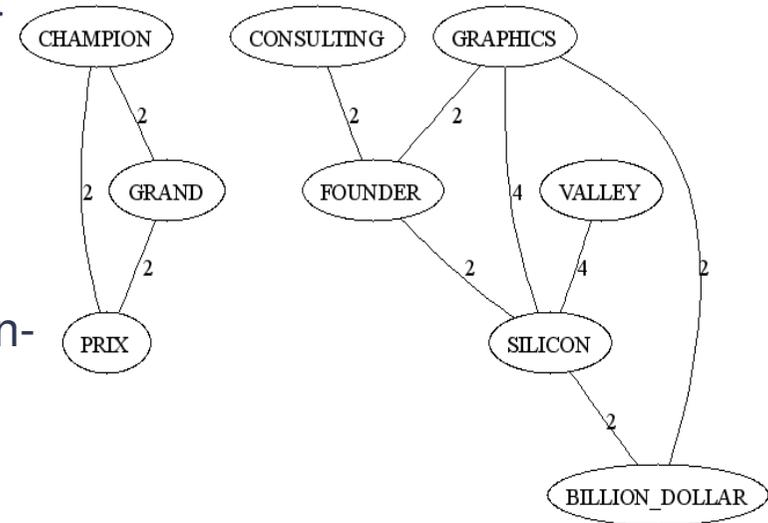 CHAMPION CONSULTING GRAPHICS
2 2 2
2 GRAND FOUNDER 4 VALLEY
2 2 4 2
n-
PRIX SILICON
2
BILLION_DOLLAR